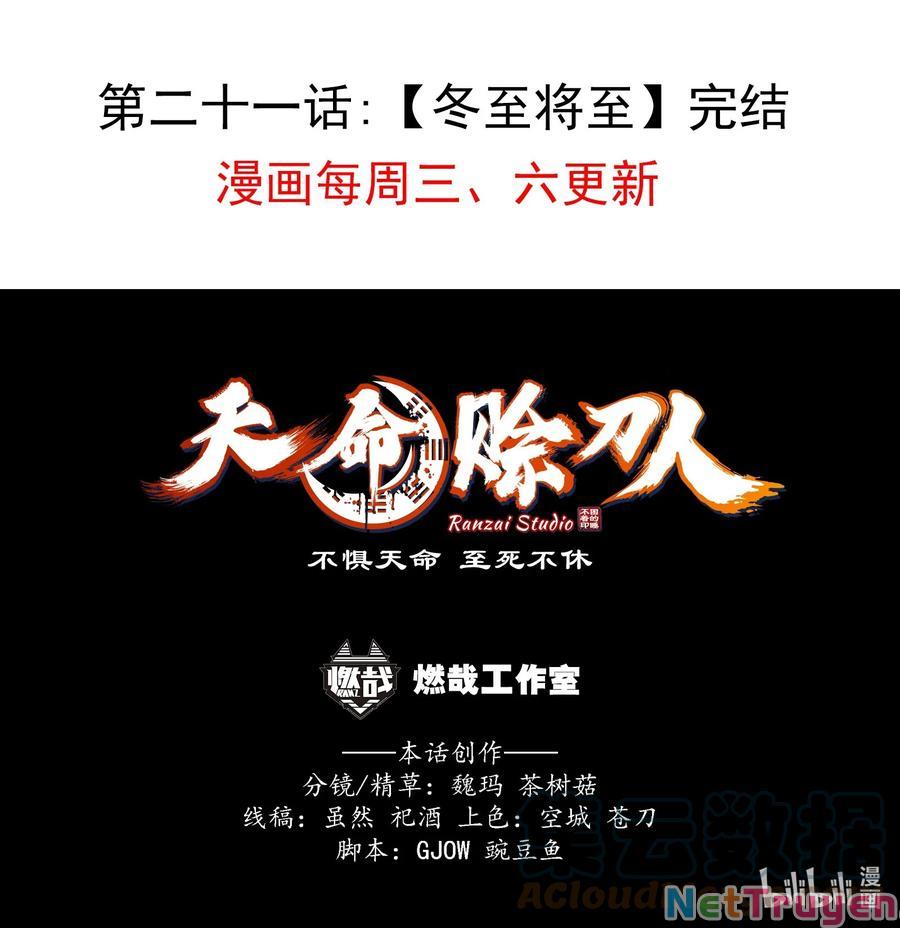 第二十一话:【冬至将至】完结
漫画每周三、六更新
天命赊刀人
Ranzai Studio
不惧天命 至死不休
燃哉
RANZ
燃哉工作室
——本话创作——
分镜/精草: 魏玛 茶树菇
线稿: 虽然 祀酒 上色: 空城 苍刀
脚本: GJOW 豌豆鱼
集云数据
ACloudMerge
bilibili 漫画
NetTruyen